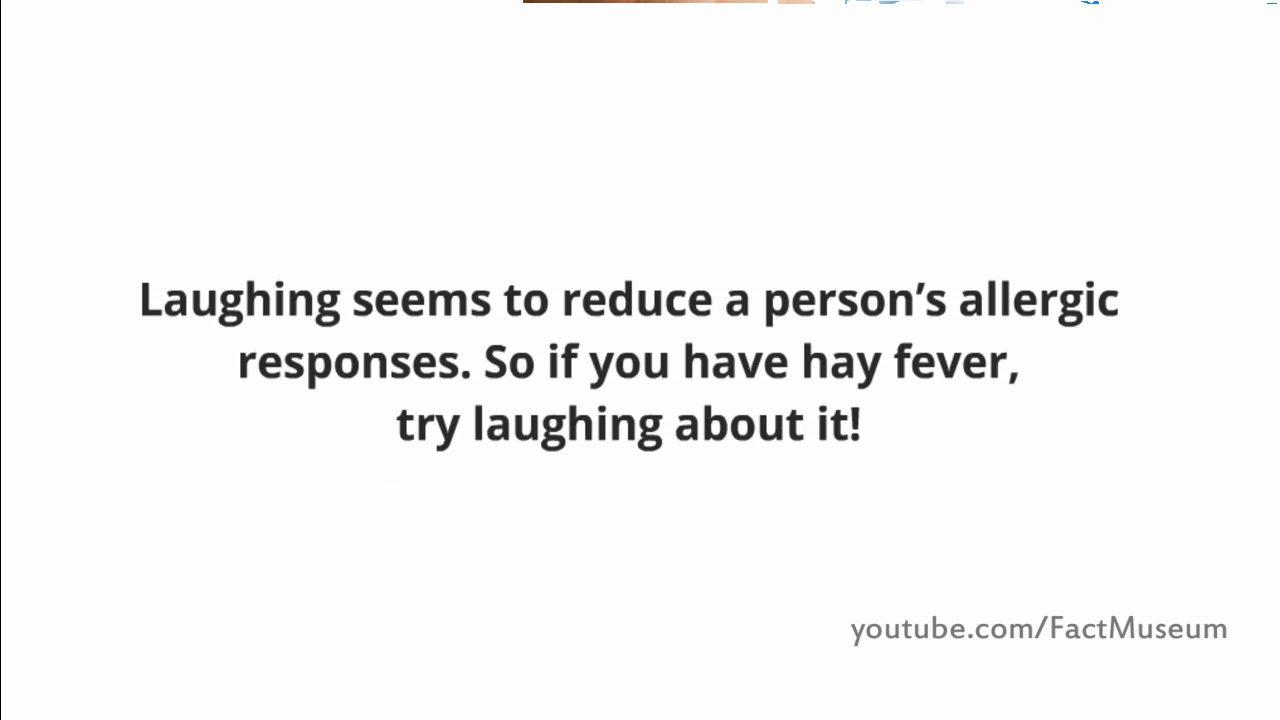 Laughing seems to reduce a person’s allergic
responses. So if you have hay fever,
try laughing about it!
youtube.com/FactMuseum